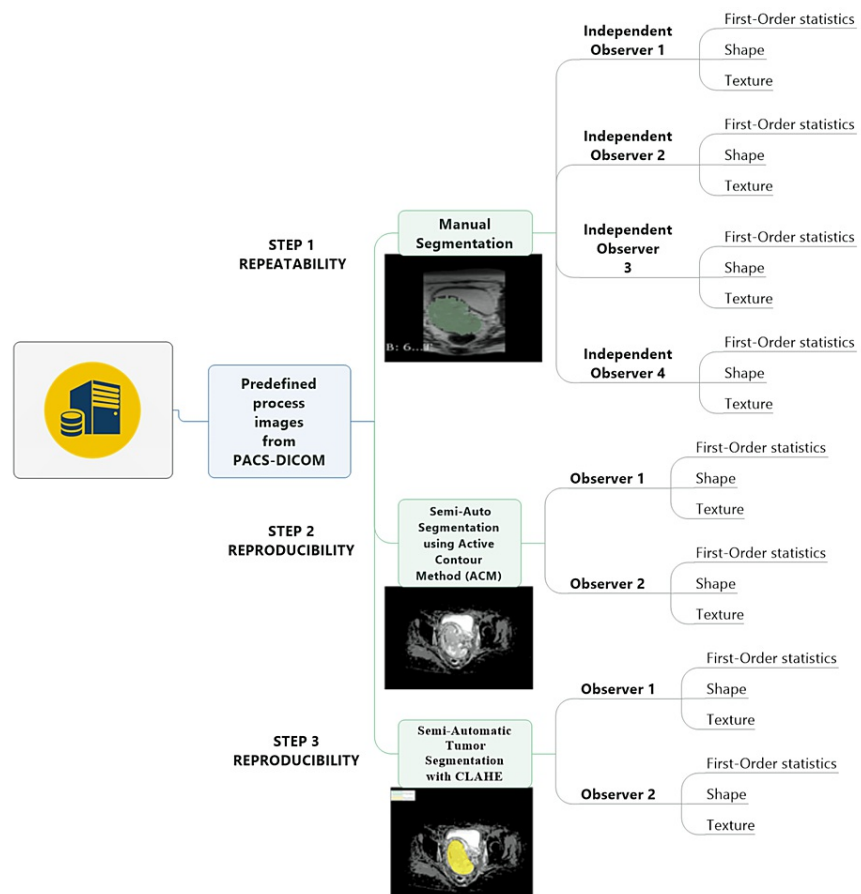 Predefined
process
images
from
PACS-DICOM
STEP 1
REPEATABILITY
Manual
Segmentation
B: 6...T
Independent
Observer 1
First-Order statistics
Shape
Texture
Independent
Observer 2
First-Order statistics
Shape
Texture
Independent
Observer
3
First-Order statistics
Shape
Texture
Independent
Observer 4
First-Order statistics
Shape
Texture
STEP 2
REPRODUCIBILITY
Semi-Auto
Segmentation
using Active
Contour
Method (ACM)
Observer 1
First-Order statistics
Shape
Texture
Observer 2
First-Order statistics
Shape
Texture
STEP 3
REPRODUCIBILITY
Semi-Automatic
Tumor
Segmentation
with CLAHE
Observer 1
First-Order statistics
Shape
Texture
Observer 2
First-Order statistics
Shape
Texture